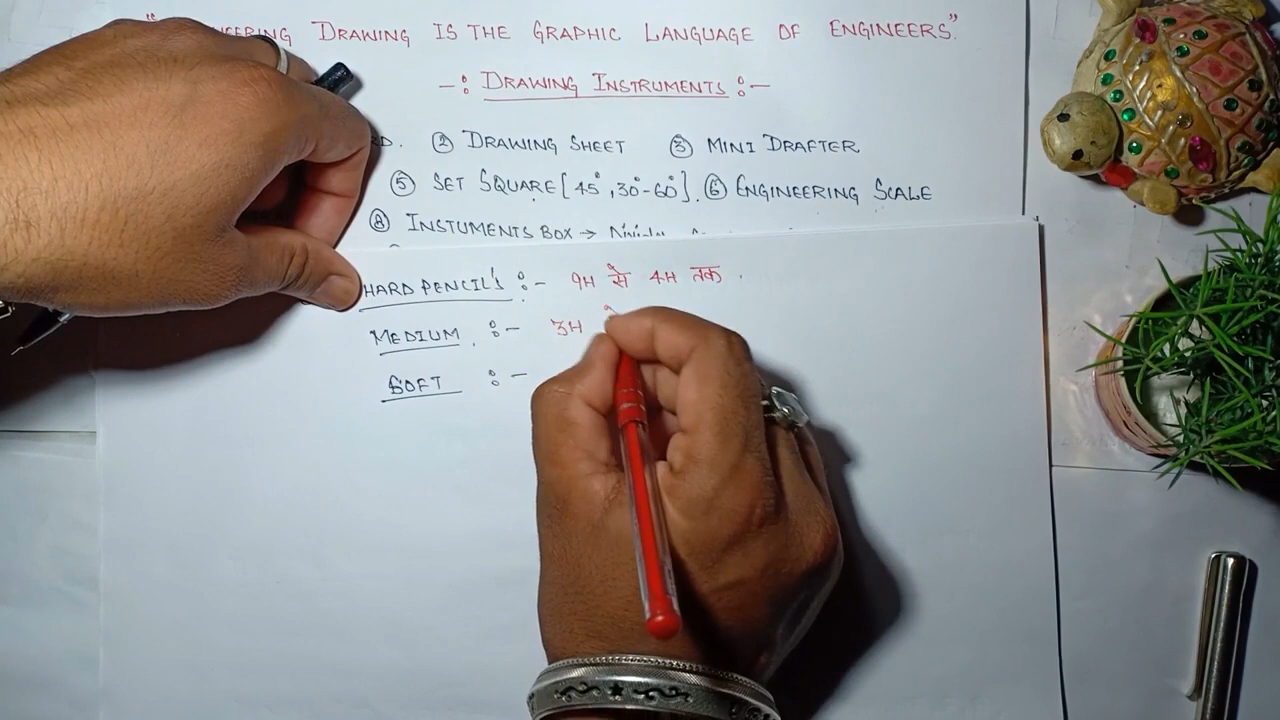 DRAWING IS THE GRAPHIC LANGUAGE OF ENGINEERS."
-: DRAWING INSTRUMENTS :-
② DRAWING SHEET ③ MINI DRAFTER
⑤ SET SQUARE [45°, 30°-60°]. ⑥ ENGINEERING SCALE
⑧ INSTUMENTS BOX →
HARD PENCIL'S :- 9H से 4H तक .
MEDIUM . :- 3H
SOFT :-